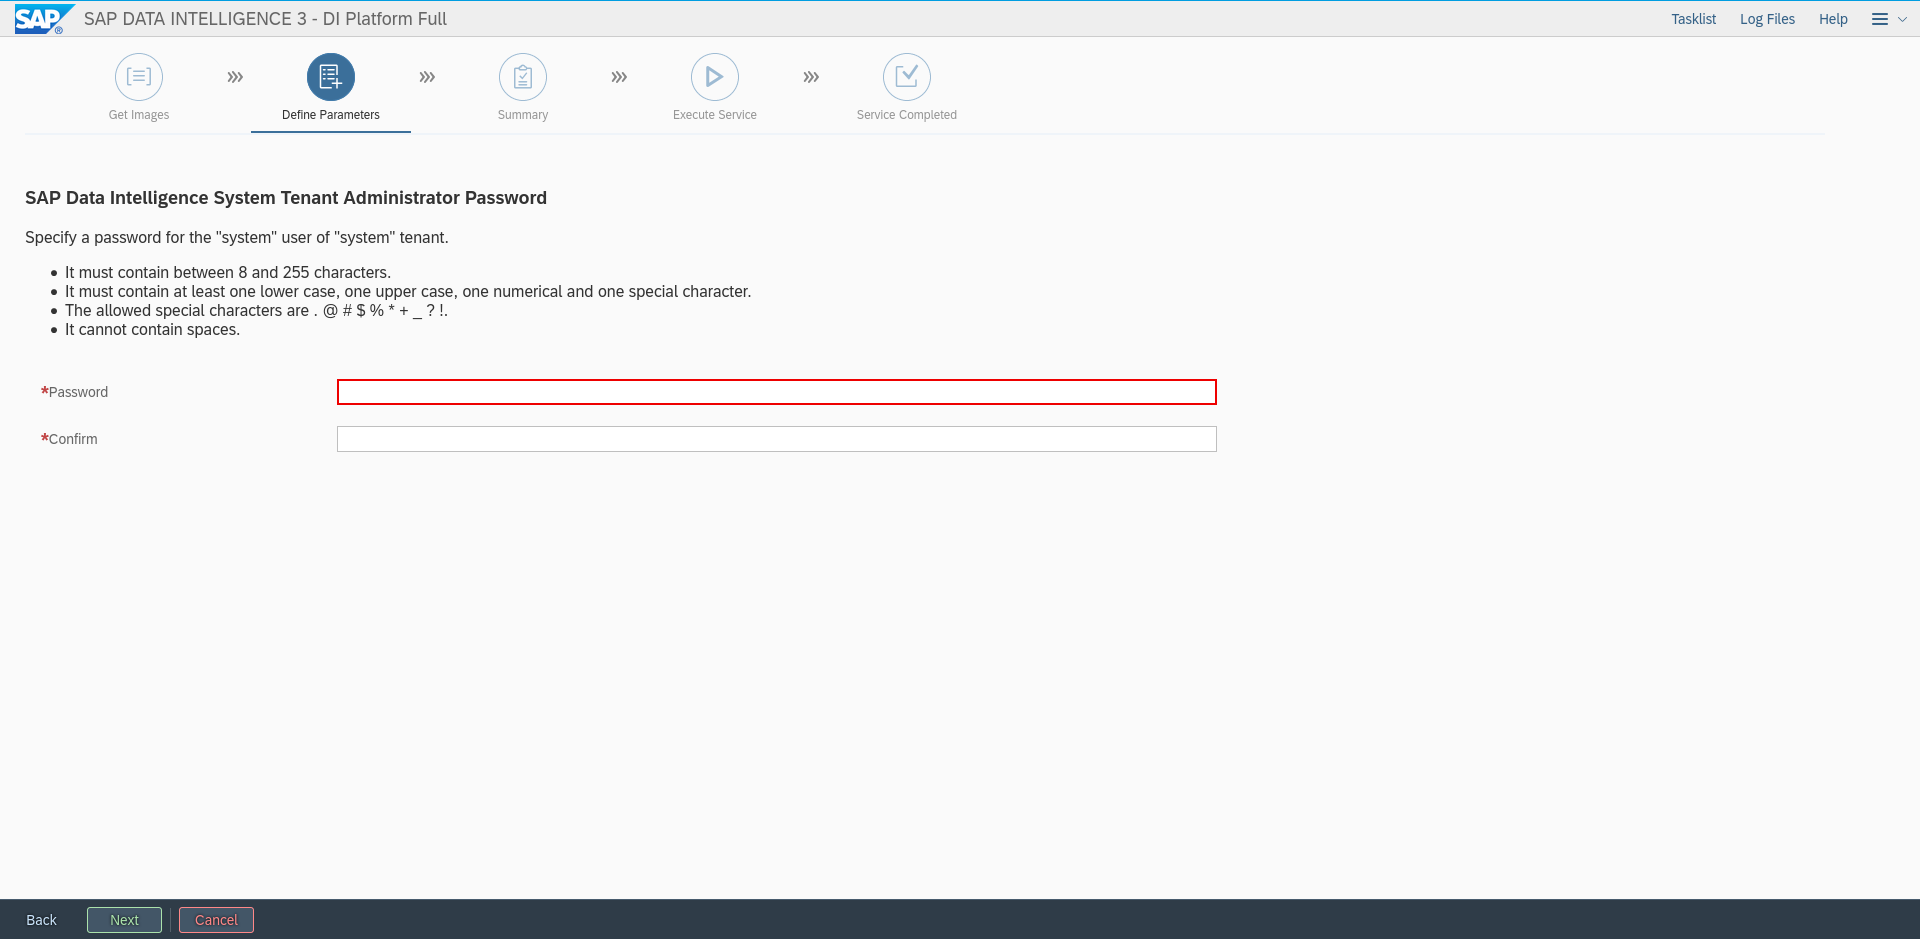 SAP ® SAP DATA INTELLIGENCE 3 - DI Platform Full Tasklist Log Files Help
Get Images Define Parameters Summary Execute Service Service Completed
SAP Data Intelligence System Tenant Administrator Password
Specify a password for the "system" user of "system" tenant.
• It must contain between 8 and 255 characters.
• It must contain at least one lower case, one upper case, one numerical and one special character.
• The allowed special characters are . @ # $ % * + _ ? !.
• It cannot contain spaces.
*Password
*Confirm
Back Next Cancel